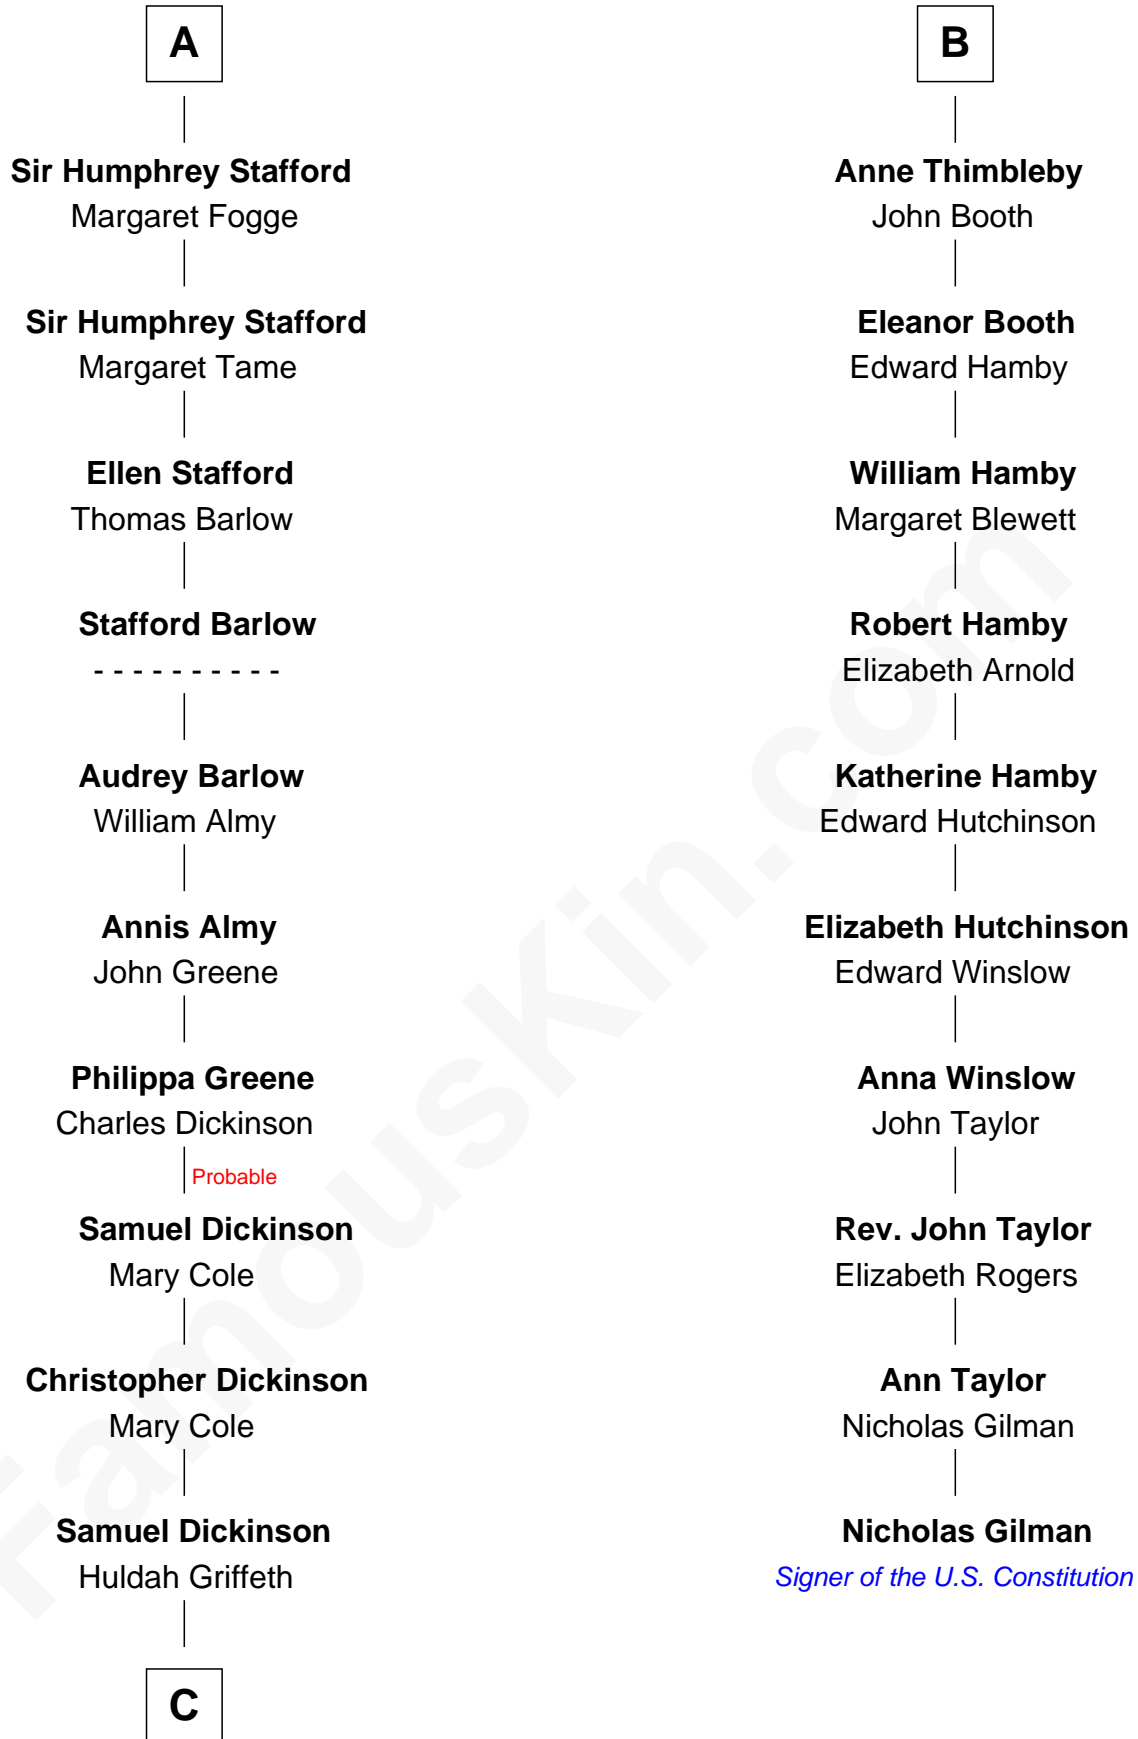 A
Sir Humphrey Stafford
Margaret Fogge
Sir Humphrey Stafford
Margaret Tame
Ellen Stafford
Thomas Barlow
Stafford Barlow
- - - - - - - - - -
Audrey Barlow
William Almy
Annis Almy
John Greene
Philippa Greene
Charles Dickinson
Probable
Samuel Dickinson
Mary Cole
Christopher Dickinson
Mary Cole
Samuel Dickinson
Huldah Griffeth
C
B
Anne Thimbleby
John Booth
Eleanor Booth
Edward Hamby
William Hamby
Margaret Blewett
Robert Hamby
Elizabeth Arnold
Katherine Hamby
Edward Hutchinson
Elizabeth Hutchinson
Edward Winslow
Anna Winslow
John Taylor
Rev. John Taylor
Elizabeth Rogers
Ann Taylor
Nicholas Gilman
Nicholas Gilman
Signer of the U.S. Constitution
FamousKin.com